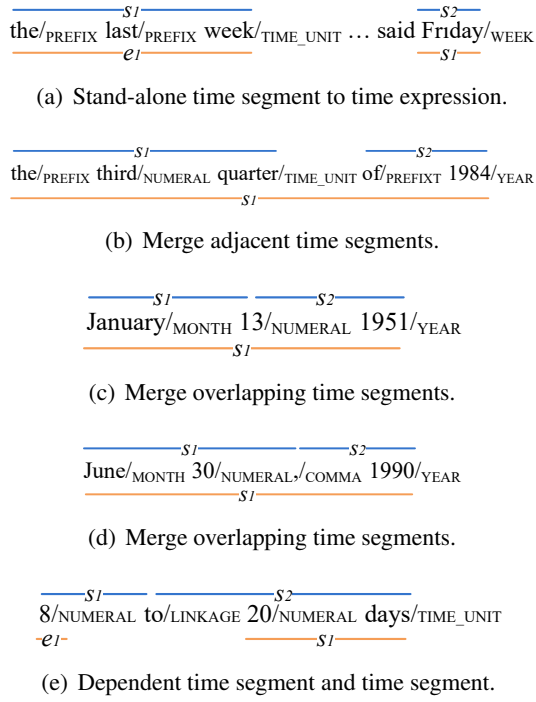 s1 s2
the/PREFIX last/PREFIX week/TIME_UNIT … said Friday/WEEK
e1 s1
(a) Stand-alone time segment to time expression.
s1 s2
the/PREFIX third/NUMERAL quarter/TIME_UNIT of/PREFIXT 1984/YEAR
s1
(b) Merge adjacent time segments.
s1 s2
January/MONTH 13/NUMERAL 1951/YEAR
s1
(c) Merge overlapping time segments.
s1 s2
June/MONTH 30/NUMERAL,/COMMA 1990/YEAR
s1
(d) Merge overlapping time segments.
s1 s2
8/NUMERAL to/LINKAGE 20/NUMERAL days/TIME_UNIT
e1 s1
(e) Dependent time segment and time segment.